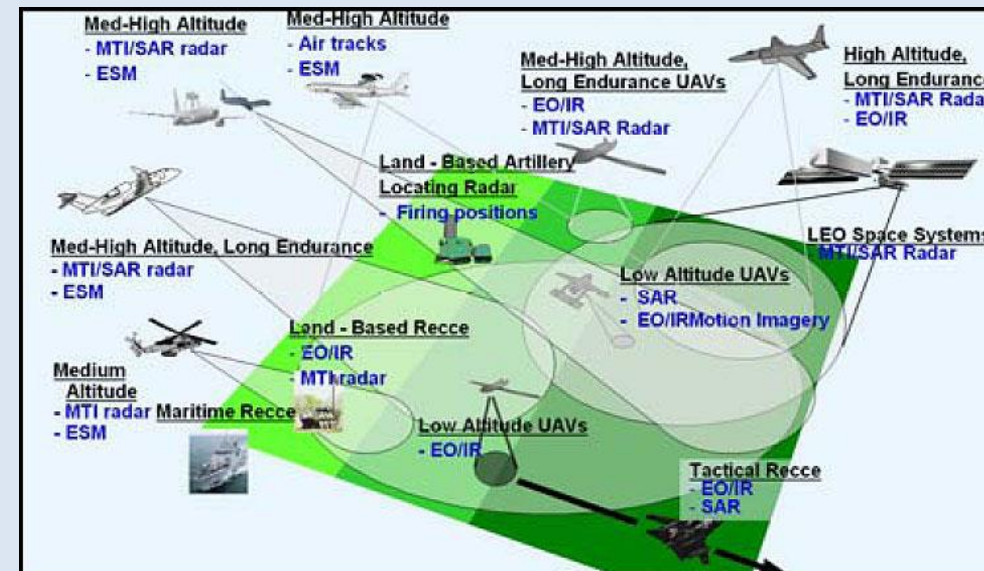 Med-High Altitude
- MTI/SAR radar
- ESM
Med-High Altitude
- Air tracks
- ESM
Med-High Altitude,
Long Endurance UAVs
- EO/IR
- MTI/SAR Radar
High Altitude,
Long Endurance
- MTI/SAR Rada
- EO/IR
Land - Based Artillery
Locating Radar
- Firing positions
Med-High Altitude, Long Endurance
- MTI/SAR radar
- ESM
LEO Space Systems
MTI/SAR Radar
Low Altitude UAVs
- SAR
- EO/IRMotion Imagery
Land - Based Recce
- EO/IR
- MTI radar
Medium
Altitude
- MTI radar
- ESM
Maritime Recce
Low Altitude UAVs
- EO/IR
Tactical Recce
- EO/IR
- SAR